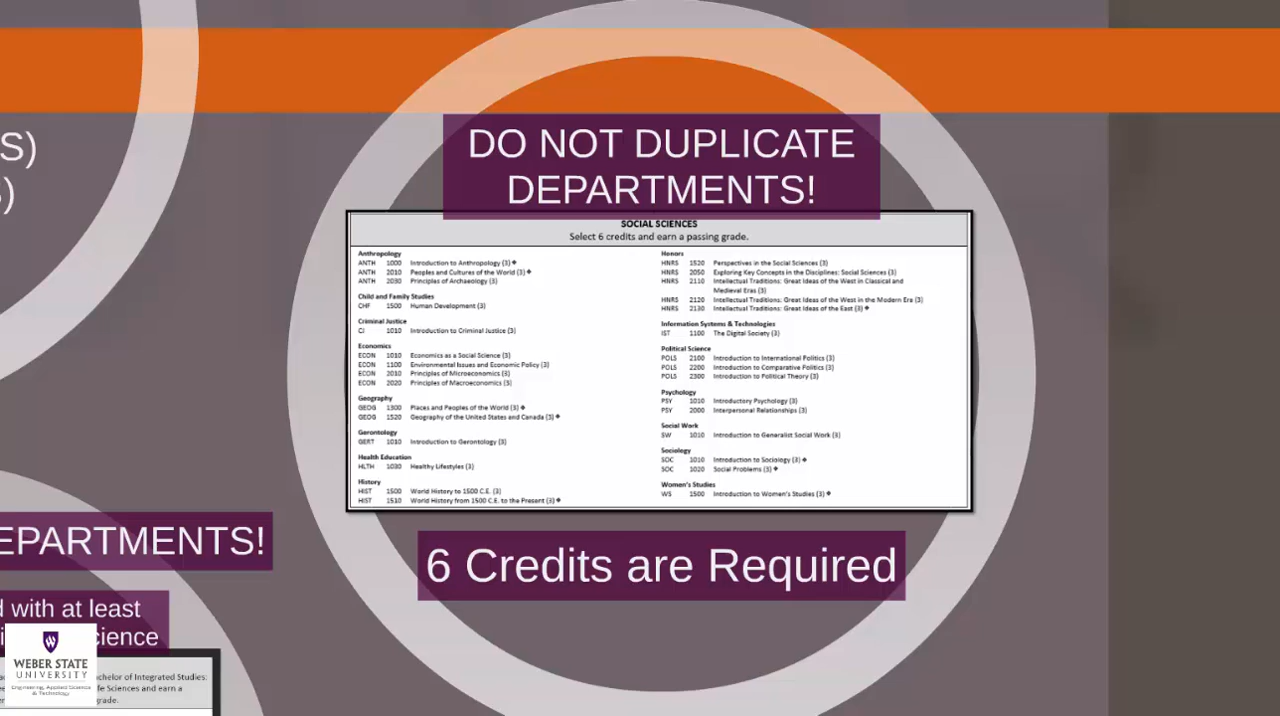 S)
DO NOT DUPLICATE
DEPARTMENTS!
SOCIAL SCIENCES
Select 6 credits and earn a passing grade.
Anthropology
ANTH 1000 Introduction to Anthropology (3) ◆
ANTH 2010 Peoples and Cultures of the World (3) ◆
ANTH 2030 Principles of Archaeology (3)
Child and Family Studies
CHF 1500 Human Development (3)
Criminal Justice
CJ 1010 Introduction to Criminal Justice (3)
Economics
ECON 1010 Economics as a Social Science (3)
ECON 1100 Environmental Issues and Economic Policy (3)
ECON 2010 Principles of Microeconomics (3)
ECON 2020 Principles of Macroeconomics (3)
Geography
GEOG 1300 Places and Peoples of the World (3) ◆
GEOG 1520 Geography of the United States and Canada (3) ◆
Gerontology
GERT 1010 Introduction to Gerontology (3)
Health Education
HLTH 1030 Healthy Lifestyles (3)
History
HIST 1500 World History to 1500 C.E. (3)
HIST 1510 World History from 1500 C.E. to the Present (3) ◆
Honors
HNRS 1520 Perspectives in the Social Sciences (3)
HNRS 2050 Exploring Key Concepts in the Disciplines: Social Sciences (3)
HNRS 2110 Intellectual Traditions: Great Ideas of the West in Classical and
Medieval Eras (3)
HNRS 2120 Intellectual Traditions: Great Ideas of the West in the Modern Era (3)
HNRS 2130 Intellectual Traditions: Great Ideas of the East (3) ◆
Information Systems & Technologies
IST 1100 The Digital Society (3)
Political Science
POLS 2100 Introduction to International Politics (3)
POLS 2200 Introduction to Comparative Politics (3)
POLS 2300 Introduction to Political Theory (3)
Psychology
PSY 1010 Introductory Psychology (3)
PSY 2000 Interpersonal Relationships (3)
Social Work
SW 1010 Introduction to Generalist Social Work (3)
Sociology
SOC 1010 Introduction to Sociology (3) ◆
SOC 1020 Social Problems (3) ◆
Women's Studies
WS 1500 Introduction to Women's Studies (3) ◆
6 Credits are Required
EPARTMENTS!
with at least
cience
WEBER STATE
UNIVERSITY
Engineering, Applied Science
& Technology
chelor of Integrated Studies:
fe Sciences and earn a
grade.